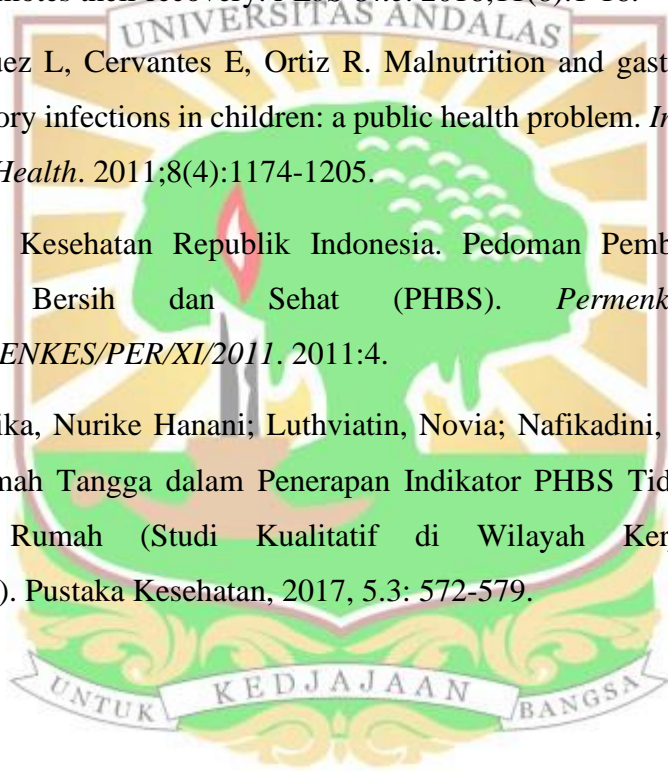 recovery.
UNIVERSITAS ANDALAS
uez L, Cervantes E, Ortiz R. Malnutrition and gast
ory infections in children: a public health problem. In
Health. 2011;8(4):1174-1205.
Kesehatan Republik Indonesia. Pedoman Pemb
Bersih dan Sehat (PHBS). Permenk
ENKES/PER/XI/2011. 2011:4.
ika, Nurike Hanani; Luthviatin, Novia; Nafikadini,
mah Tangga dalam Penerapan Indikator PHBS Tid
Rumah (Studi Kualitatif di Wilayah Ker
). Pustaka Kesehatan, 2017, 5.3: 572-579.
UNTUK KEDJAJAAN BANGSA